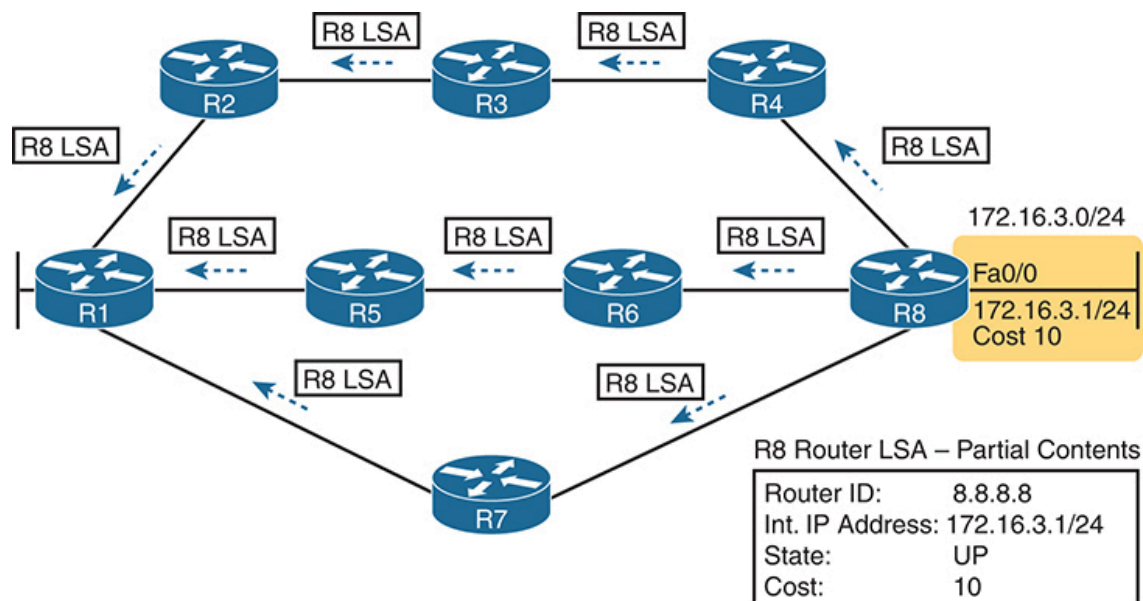 R8 LSA
R8 LSA
R2
R3
R4
R8 LSA
R8 LSA
172.16.3.0/24
R8 LSA
R8 LSA
R8 LSA
Fa0/0
R1
R5
R6
R8
172.16.3.1/24
Cost 10
R8 LSA
R8 LSA
R7
R8 Router LSA – Partial Contents
Router ID: 8.8.8.8
Int. IP Address: 172.16.3.1/24
State: UP
Cost: 10